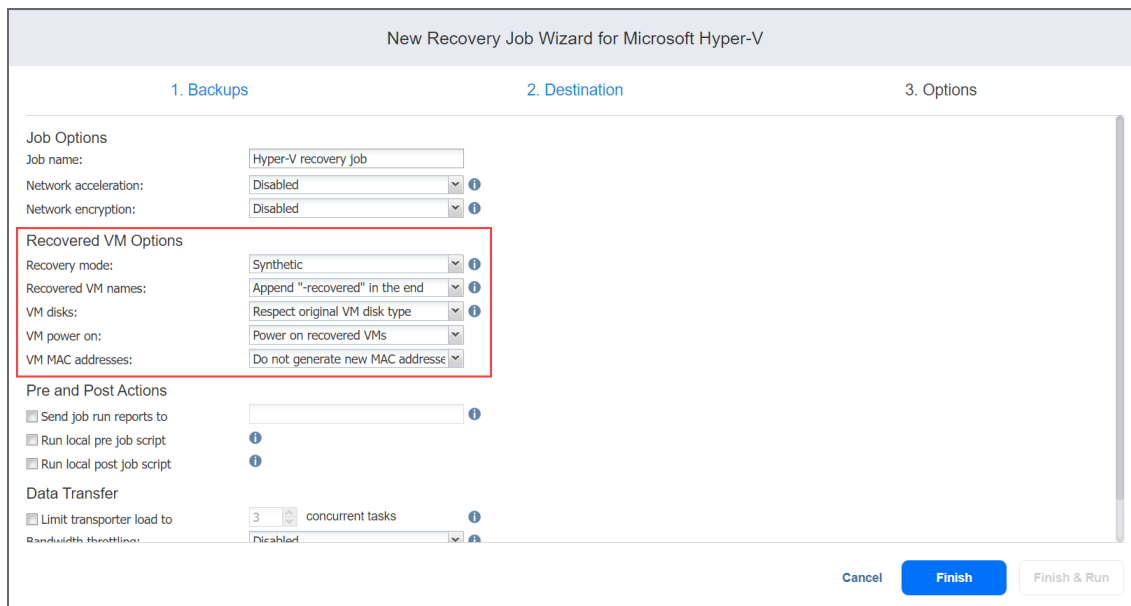 New Recovery Job Wizard for Microsoft Hyper-V
1. Backups 2. Destination 3. Options
Job Options
Job name: Hyper-V recovery job
Network acceleration: Disabled
Network encryption: Disabled
Recovered VM Options
Recovery mode: Synthetic
Recovered VM names: Append "-recovered" in the end
VM disks: Respect original VM disk type
VM power on: Power on recovered VMs
VM MAC addresses: Do not generate new MAC addresse
Pre and Post Actions
Send job run reports to
Run local pre job script
Run local post job script
Data Transfer
Limit transporter load to 3 concurrent tasks
Bandwidth throttling: Disabled
Cancel Finish Finish & Run